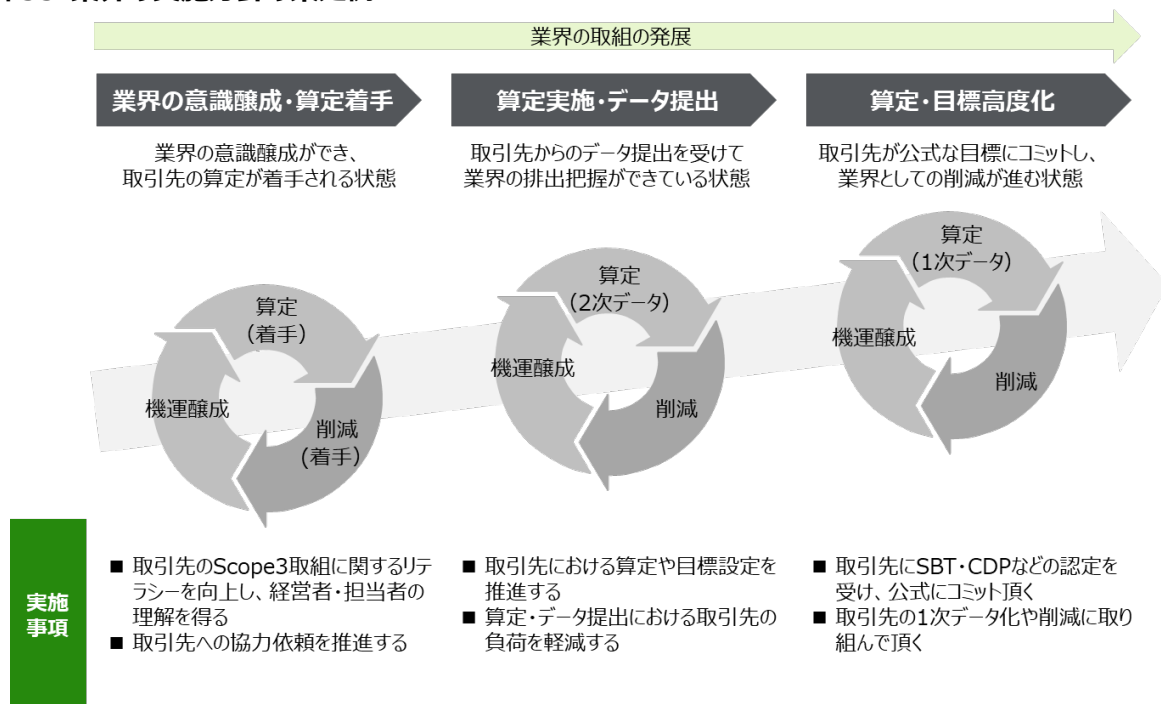 業界の取組の発展
業界の意識醸成・算定着手
算定実施・データ提出
算定・目標高度化
業界の意識醸成ができ、
取引先の算定が着手される状態
取引先からのデータ提出を受けて
業界の排出把握ができている状態
取引先が公式な目標にコミットし、
業界としての削減が進む状態
算定
(着手)
機運醸成
削減
(着手)
算定
(2次データ)
機運醸成
削減
算定
(1次データ)
機運醸成
削減
実施
事項
■ 取引先のScope3取組に関するリテ
ラシーを向上し、経営者・担当者の
理解を得る
■ 取引先への協力依頼を推進する
■ 取引先における算定や目標設定を
推進する
■ 算定・データ提出における取引先の
負荷を軽減する
■ 取引先にSBT・CDPなどの認定を
受け、公式にコミット頂く
■ 取引先の1次データ化や削減に取り
組んで頂く